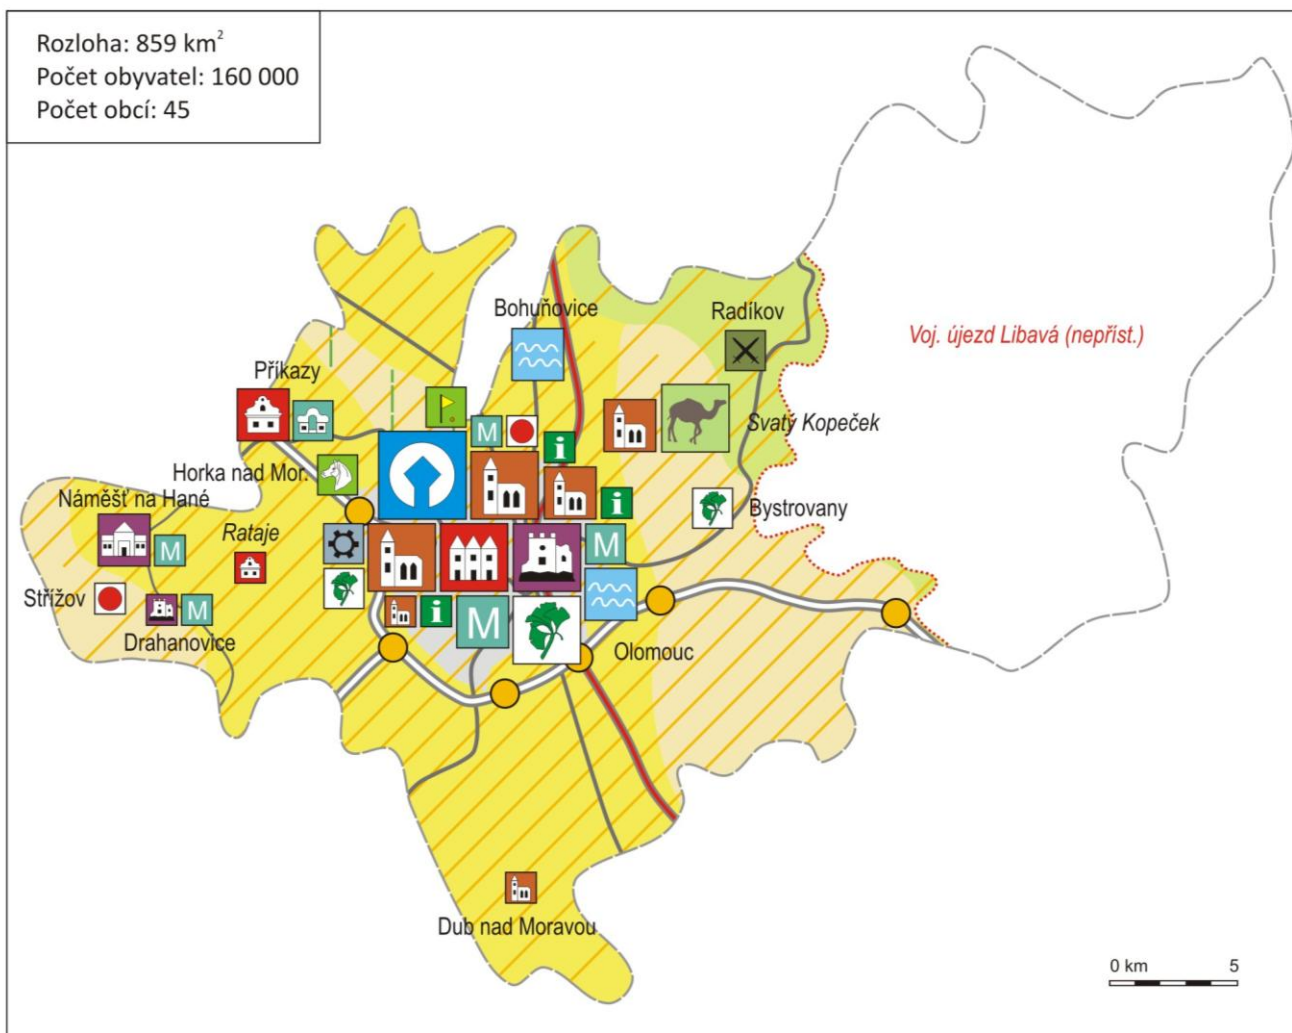 Rozloha: 859 km²
Počet obyvatel: 160 000
Počet obcí: 45
Bohuňovice
Radíkov
Voj. újezd Libavá (nepříst.)
Příkazy
M
i
Svatý Kopeček
Horka nad Mor.
Náměšť na Hané
i
Bystrovany
Rataje
M
M
Střížov
M
i
M
Drahanovice
Olomouc
Dub nad Moravou
0 km 5